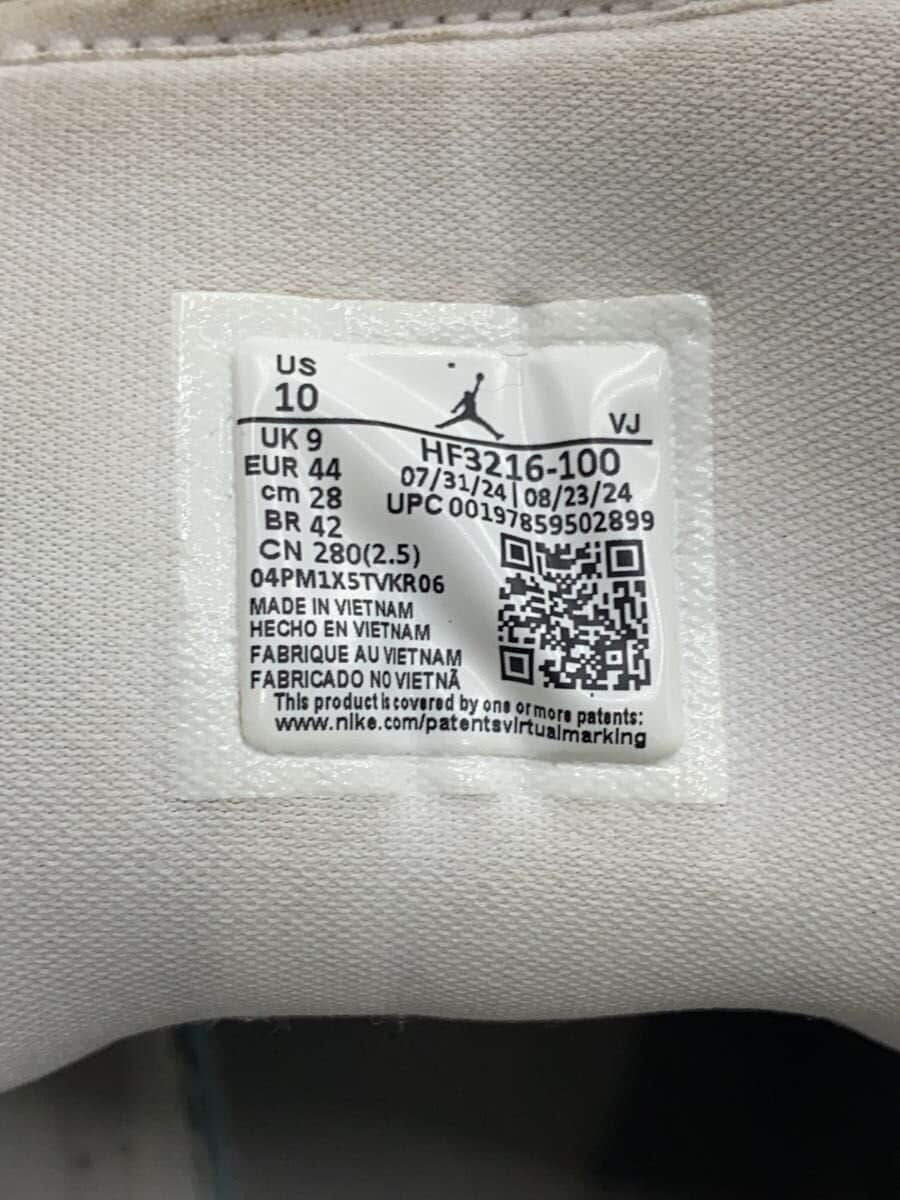 US
10
VJ
UK 9
EUR 44
cm 28
BR 42
CN 280(2.5)
HF3216-100
07/31/24 | 08/23/24
UPC 00197859502899
04PM1X5TVKR06
MADE IN VIETNAM
HECHO EN VIETNAM
FABRIQUE AU VIETNAM
FABRICADO NO VIETNÃ
This product is covered by one or more patents:
www.nike.com/patentsvirtualmarking